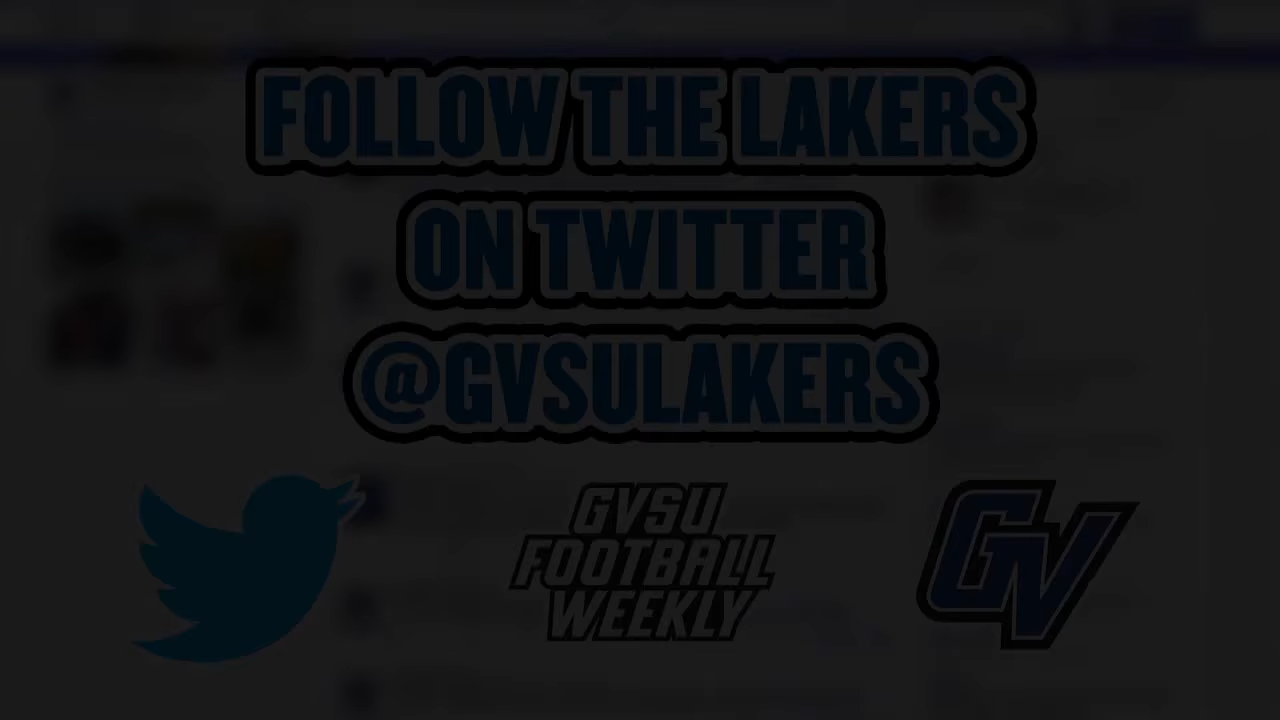 FOLLOW THE LAKERS
ON TWITTER
@GVSULAKERS
GVSU
FOOTBALL
WEEKLY
GV